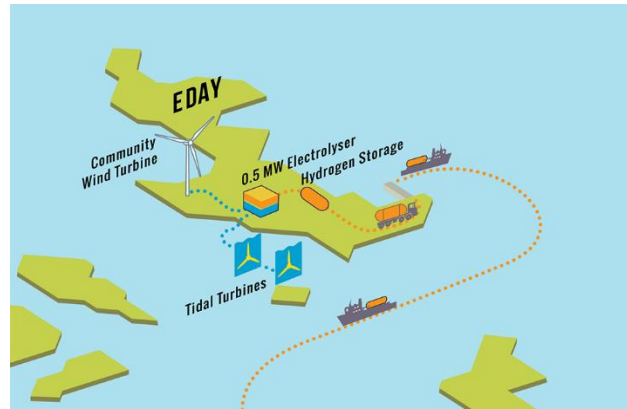 EDAY
Community
Wind Turbine
0.5 MW Electrolyser
Hydrogen Storage
Tidal Turbines